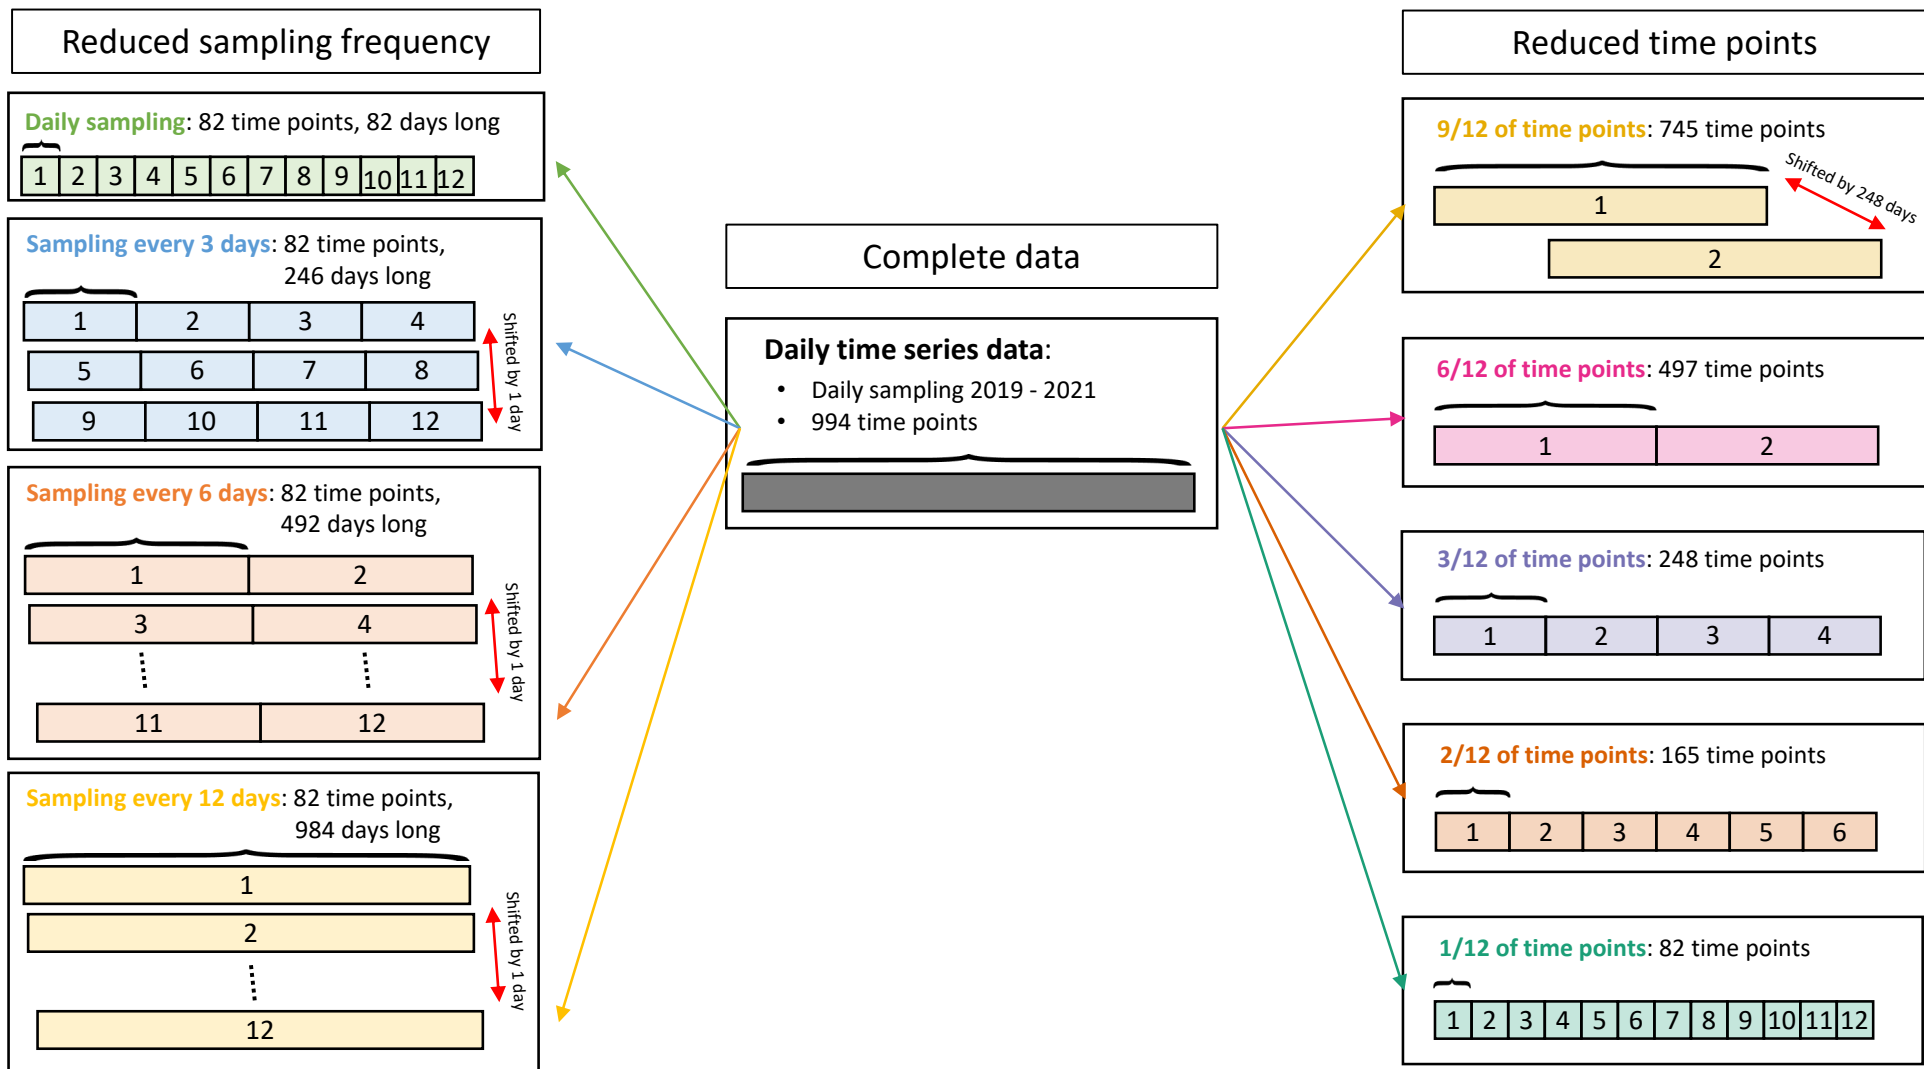 Reduced sampling frequency
Daily sampling: 82 time points, 82 days long
1 2 3 4 5 6 7 8 9 10 11 12
Sampling every 3 days: 82 time points,
246 days long
1 2 3 4
5 6 7 8
9 10 11 12
Shifted by 1 day
Sampling every 6 days: 82 time points,
492 days long
1 2
3 4
11 12
Shifted by 1 day
Sampling every 12 days: 82 time points,
984 days long
1
2
12
Shifted by 1 day
Complete data
Daily time series data:
• Daily sampling 2019 - 2021
• 994 time points
Reduced time points
9/12 of time points: 745 time points
1
2
Shifted by 248 days
6/12 of time points: 497 time points
1 2
3/12 of time points: 248 time points
1 2 3 4
2/12 of time points: 165 time points
1 2 3 4 5 6
1/12 of time points: 82 time points
1 2 3 4 5 6 7 8 9 10 11 12